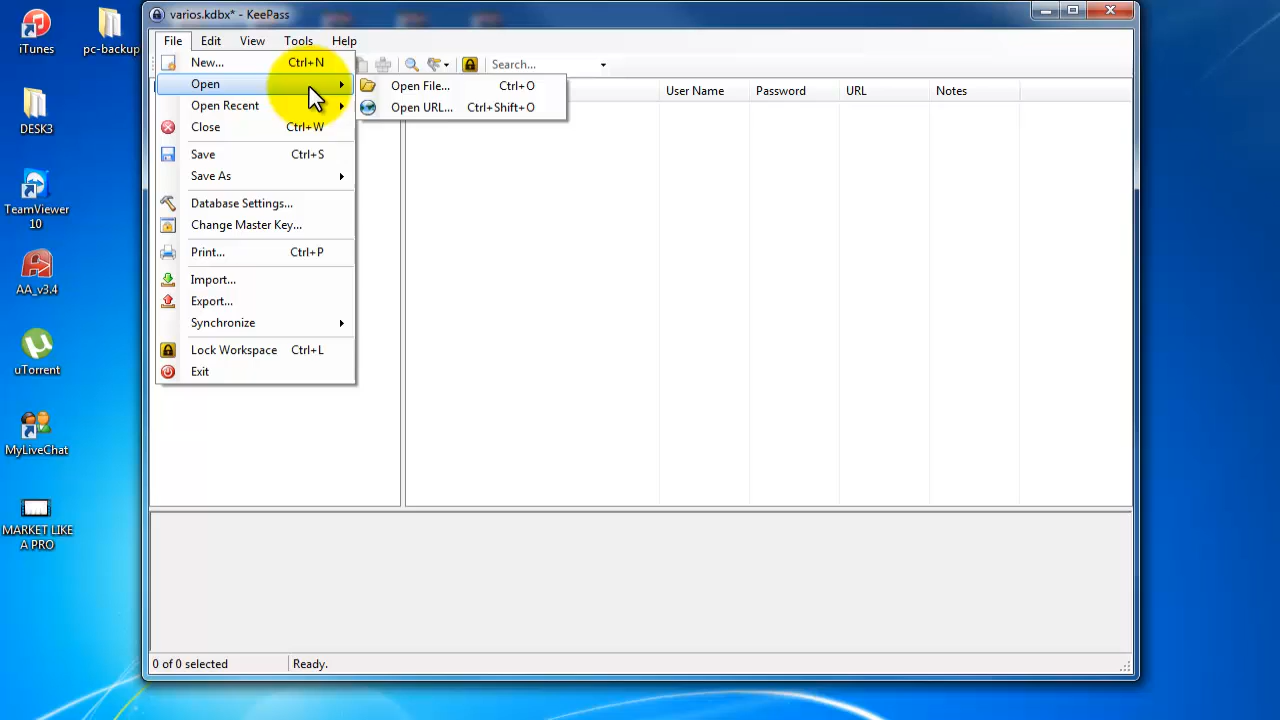 iTunes
pc-backup
DESK3
TeamViewer
10
AA_v3.4
uTorrent
MyLiveChat
MARKET LIKE
A PRO
varios.kdbx* - KeePass
File Edit View Tools Help
Search...
New... Ctrl+N
Open
Open Recent
Close Ctrl+W
Save Ctrl+S
Save As
Database Settings...
Change Master Key...
Print... Ctrl+P
Import...
Export...
Synchronize
Lock Workspace Ctrl+L
Exit
Open File... Ctrl+O
Open URL... Ctrl+Shift+O
User Name Password URL Notes
0 of 0 selected Ready.